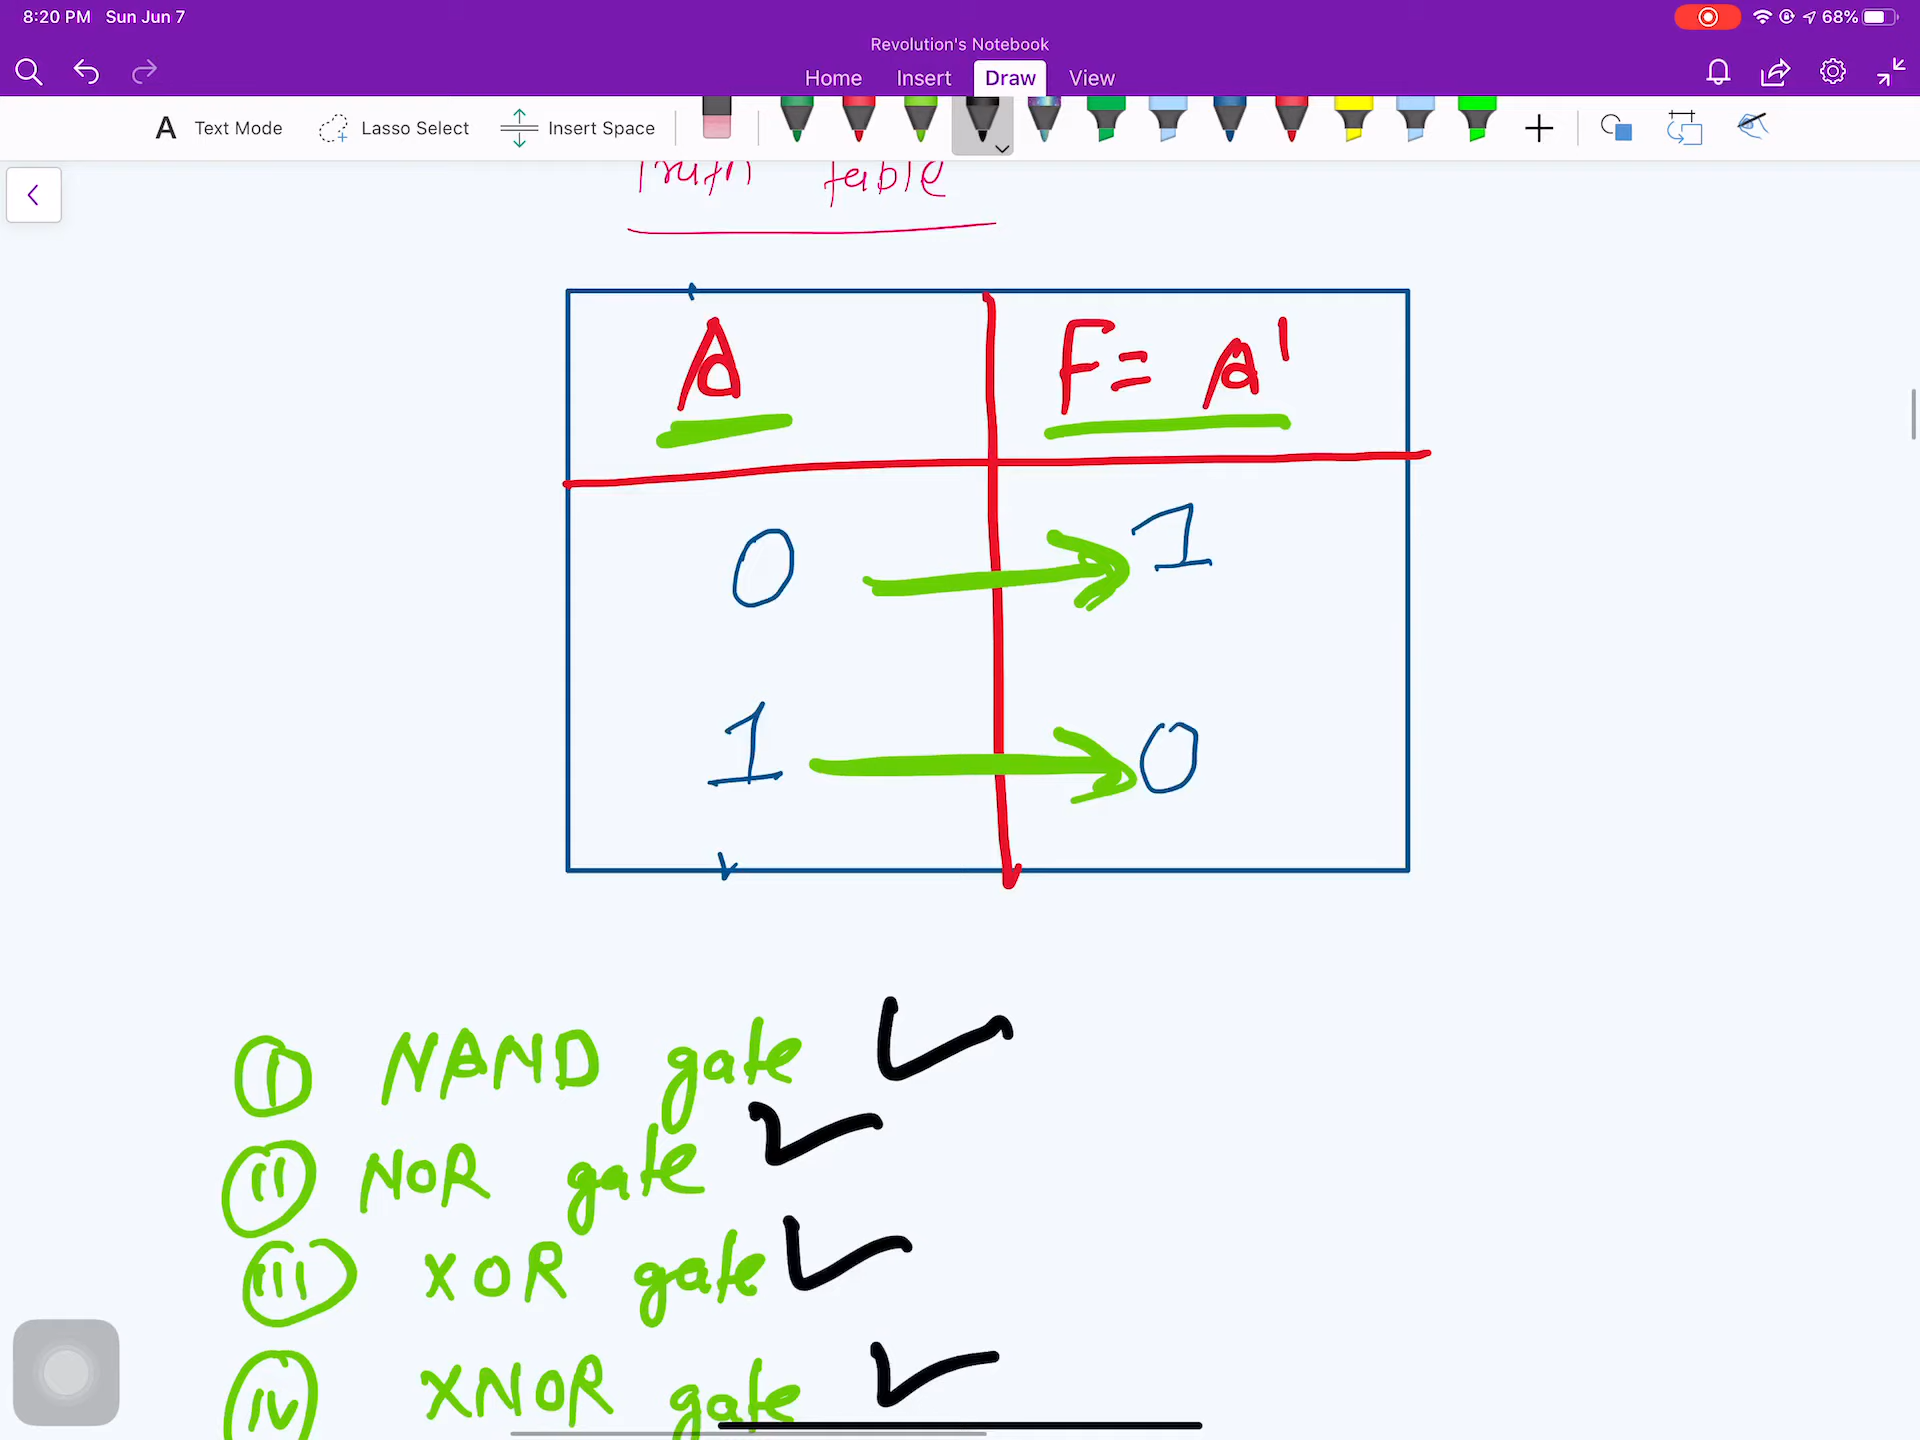 8:20 PM Sun Jun 7
68%
Revolution's Notebook
Home Insert Draw View
A Text Mode Lasso Select Insert Space
Truth table
A F= A'
0 1
1 0
(I) NAND gate
(II) NOR gate
(III) XOR gate
(IV) XNOR gate